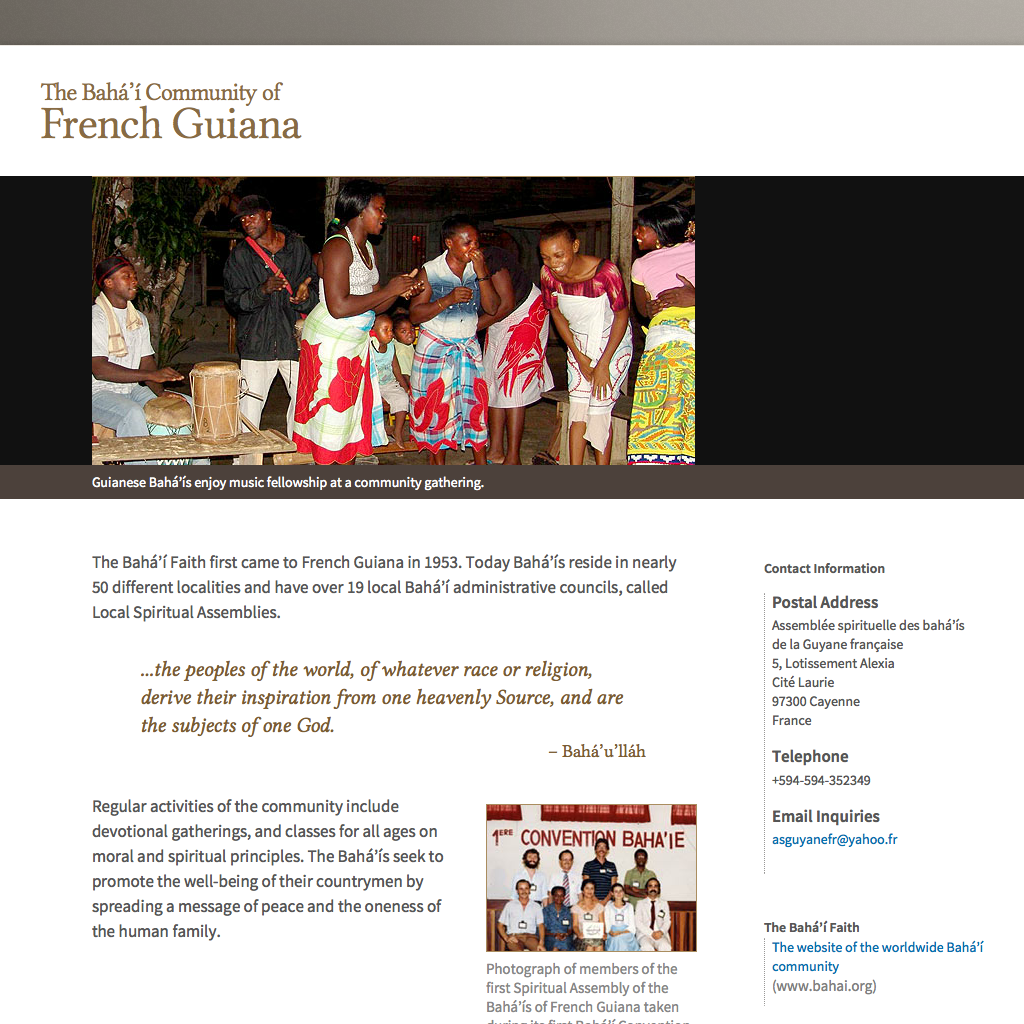 The Bahá’í Community of
French Guiana
Guianese Bahá’ís enjoy music fellowship at a community gathering.
The Bahá’í Faith first came to French Guiana in 1953. Today Bahá’ís reside in nearly
50 different localities and have over 19 local Bahá’í administrative councils, called
Local Spiritual Assemblies.
...the peoples of the world, of whatever race or religion,
derive their inspiration from one heavenly Source, and are
the subjects of one God.
– Bahá’u’lláh
Regular activities of the community include
devotional gatherings, and classes for all ages on
moral and spiritual principles. The Bahá’ís seek to
promote the well-being of their countrymen by
spreading a message of peace and the oneness of
the human family.
1ERE CONVENTION BAHA'IE
Photograph of members of the
first Spiritual Assembly of the
Bahá’ís of French Guiana taken
during its first Bahá’í Convention
Contact Information
Postal Address
Assemblée spirituelle des bahá’ís
de la Guyane française
5, Lotissement Alexia
Cité Laurie
97300 Cayenne
France
Telephone
+594-594-352349
Email Inquiries
asguyanefr@yahoo.fr
The Bahá’í Faith
The website of the worldwide Bahá’í
community
(www.bahai.org)